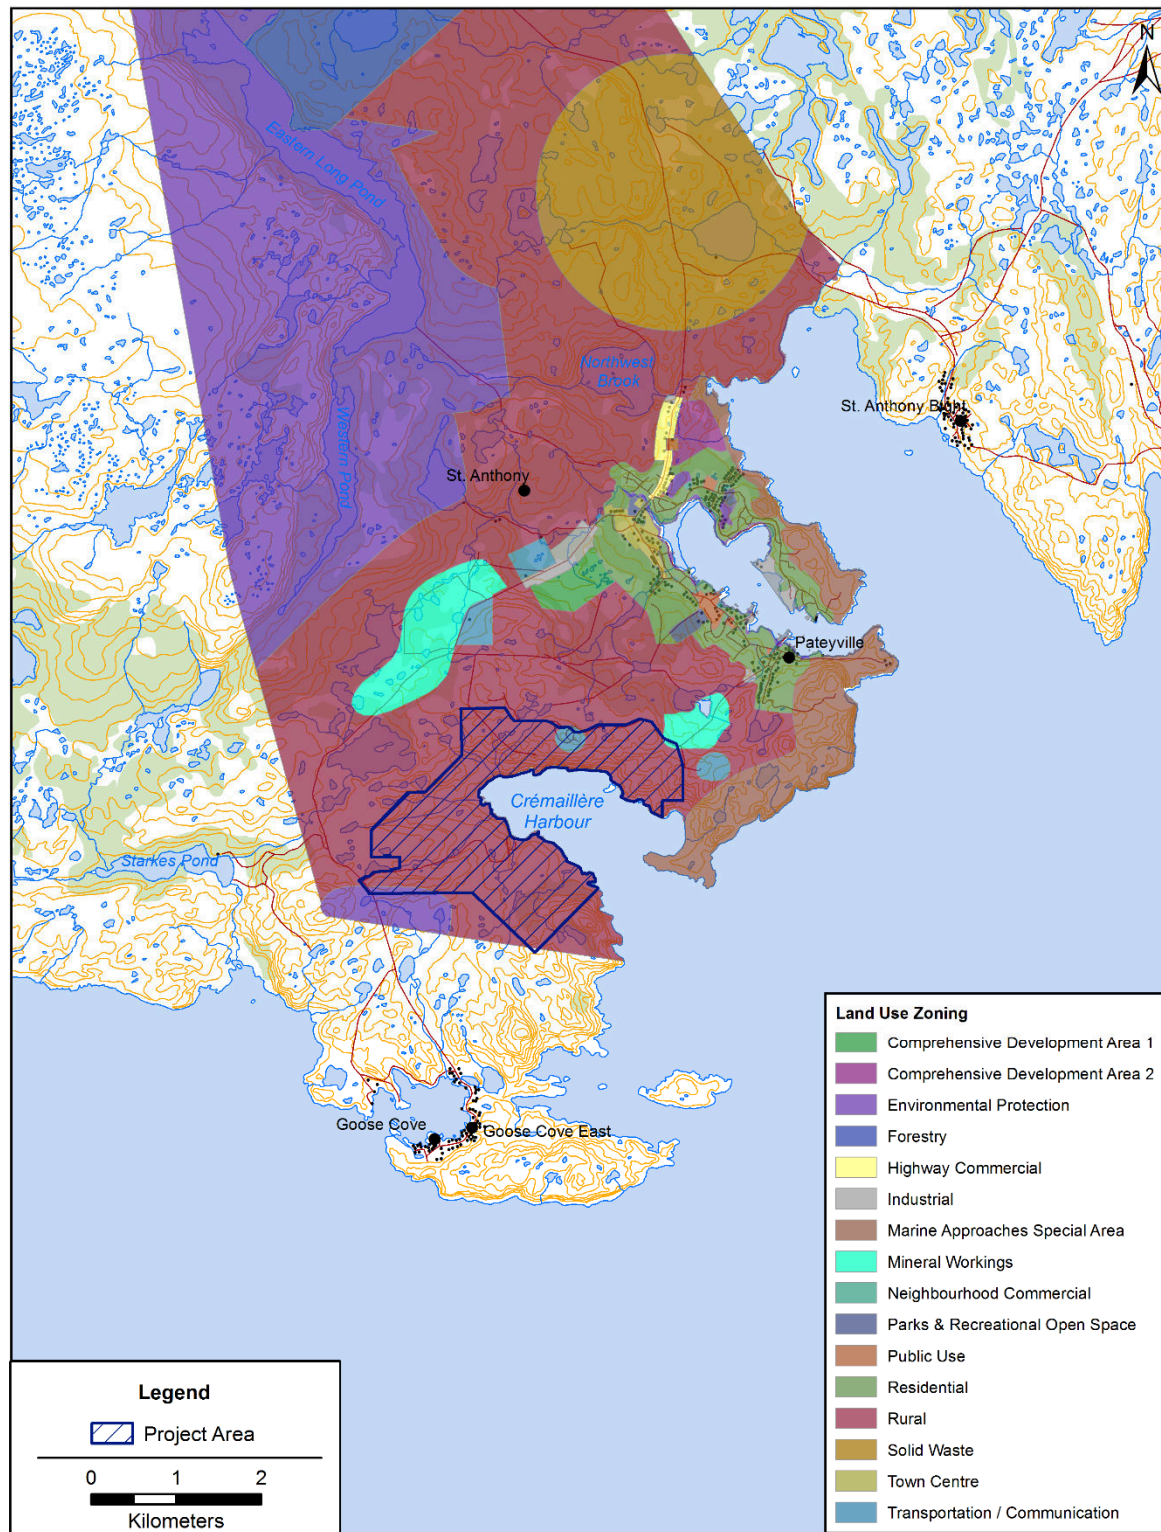 N
Eastern Long
Pond
Northwest
Brook
St. Anthony Bight
Western Pond
St. Anthony
Pateyville
Crémaillère
Harbour
Starkes Pond
Goose Cove
Goose Cove East
Land Use Zoning
Comprehensive Development Area 1
Comprehensive Development Area 2
Environmental Protection
Forestry
Highway Commercial
Industrial
Marine Approaches Special Area
Mineral Workings
Neighbourhood Commercial
Parks & Recreational Open Space
Public Use
Residential
Rural
Solid Waste
Town Centre
Transportation / Communication
Legend
Project Area
0 1 2
Kilometers